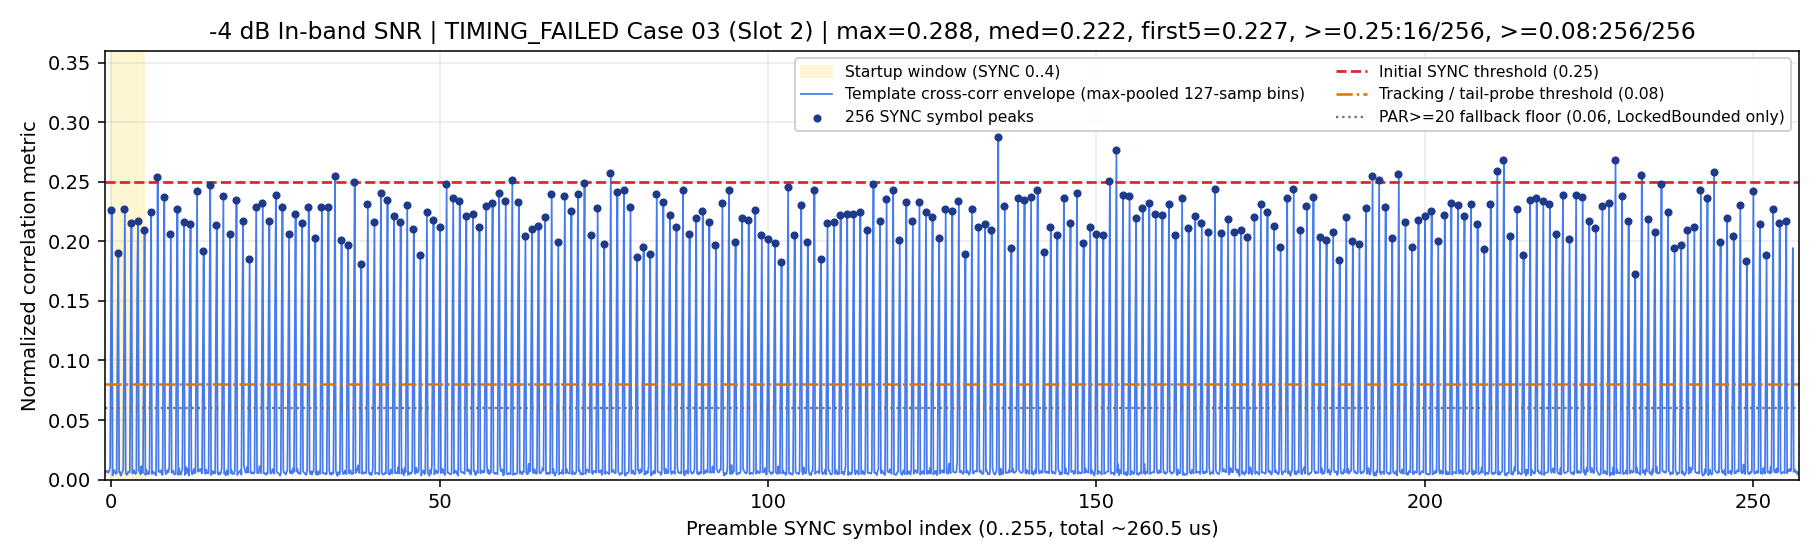 -4 dB In-band SNR | TIMING_FAILED Case 03 (Slot 2) | max=0.288, med=0.222, first5=0.227, >=0.25:16/256, >=0.08:256/256
Startup window (SYNC 0..4)
Template cross-corr envelope (max-pooled 127-samp bins)
256 SYNC symbol peaks
Initial SYNC threshold (0.25)
Tracking / tail-probe threshold (0.08)
PAR>=20 fallback floor (0.06, LockedBounded only)
Normalized correlation metric
0.35
0.30
0.25
0.20
0.15
0.10
0.05
0.00
0
50
100
150
200
250
Preamble SYNC symbol index (0..255, total ~260.5 us)